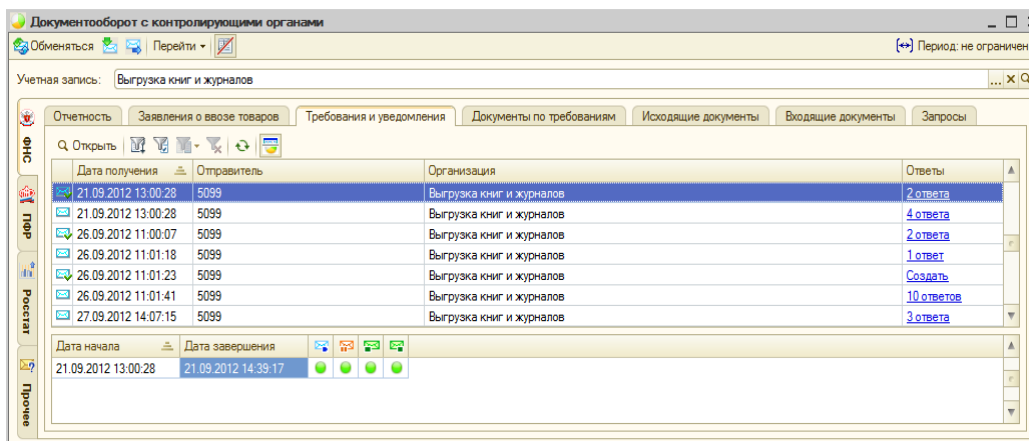 Документооборот с контролирующими органами
Обменяться Перейти Период: не ограничен
Учетная запись: Выгрузка книг и журналов ...
Отчетность Заявления о ввозе товаров Требования и уведомления Документы по требованиям Исходящие документы Входящие документы Запросы
ФНС
ПФР
Росстат
Прочее
Открыть
Дата получения Отправитель Организация Ответы
21.09.2012 13:00:28 5099 Выгрузка книг и журналов 2 ответа
21.09.2012 13:00:28 5099 Выгрузка книг и журналов 4 ответа
26.09.2012 11:00:07 5099 Выгрузка книг и журналов 2 ответа
26.09.2012 11:01:18 5099 Выгрузка книг и журналов 1 ответ
26.09.2012 11:01:23 5099 Выгрузка книг и журналов Создать
26.09.2012 11:01:41 5099 Выгрузка книг и журналов 10 ответов
27.09.2012 14:07:15 5099 Выгрузка книг и журналов 3 ответа
Дата начала Дата завершения
21.09.2012 13:00:28 21.09.2012 14:39:17